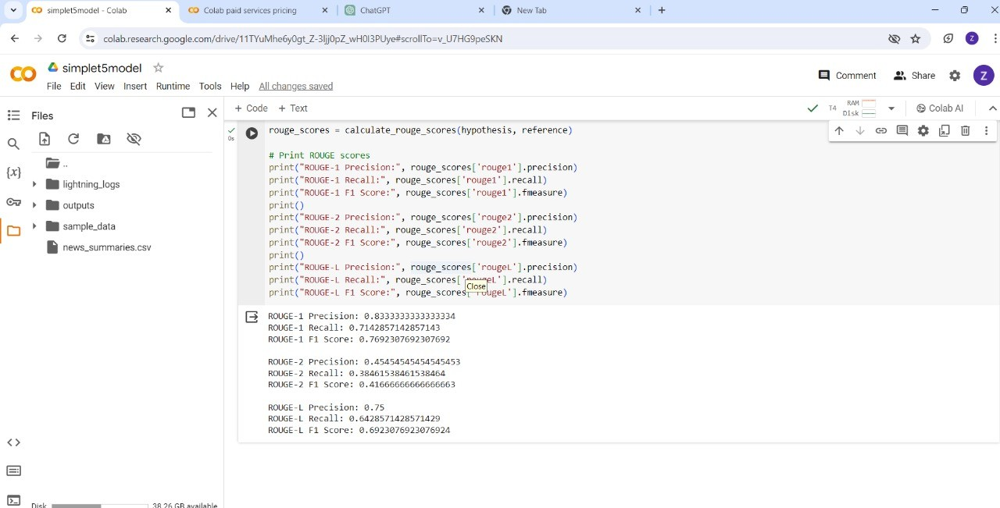 simplet5model - Colab
Colab paid services pricing
ChatGPT
New Tab
colab.research.google.com/drive/11TYuMhe6y0gt_Z-3ljj0pZ_wH0I3PUye#scrollTo=v_U7HG9peSKN
Z
CO
simplet5model
File Edit View Insert Runtime Tools Help All changes saved
Comment Share Z
Files
+ Code + Text
T4 RAM Disk
Colab AI
..
lightning_logs
outputs
sample_data
news_summaries.csv
{x}
Disk 38.26 GB available
0s
rouge_scores = calculate_rouge_score(hypothesis, reference)
# Print ROUGE scores
print("ROUGE-1 Precision:", rouge_scores['rouge1'].precision)
print("ROUGE-1 Recall:", rouge_scores['rouge1'].recall)
print("ROUGE-1 F1 Score:", rouge_scores['rouge1'].fmeasure)
print()
print("ROUGE-2 Precision:", rouge_scores['rouge2'].precision)
print("ROUGE-2 Recall:", rouge_scores['rouge2'].recall)
print("ROUGE-2 F1 Score:", rouge_scores['rouge2'].fmeasure)
print()
print("ROUGE-L Precision:", rouge_scores['rougeL'].precision)
print("ROUGE-L Recall:", rouge_scores['rougeL'].recall)
Close
print("ROUGE-L F1 Score:", rouge_scores['rougeL'].fmeasure)
ROUGE-1 Precision: 0.8333333333333334
ROUGE-1 Recall: 0.7142857142857143
ROUGE-1 F1 Score: 0.7692307692307692
ROUGE-2 Precision: 0.45454545454545453
ROUGE-2 Recall: 0.38461538461538464
ROUGE-2 F1 Score: 0.41666666666666663
ROUGE-L Precision: 0.75
ROUGE-L Recall: 0.6428571428571429
ROUGE-L F1 Score: 0.6923076923076924